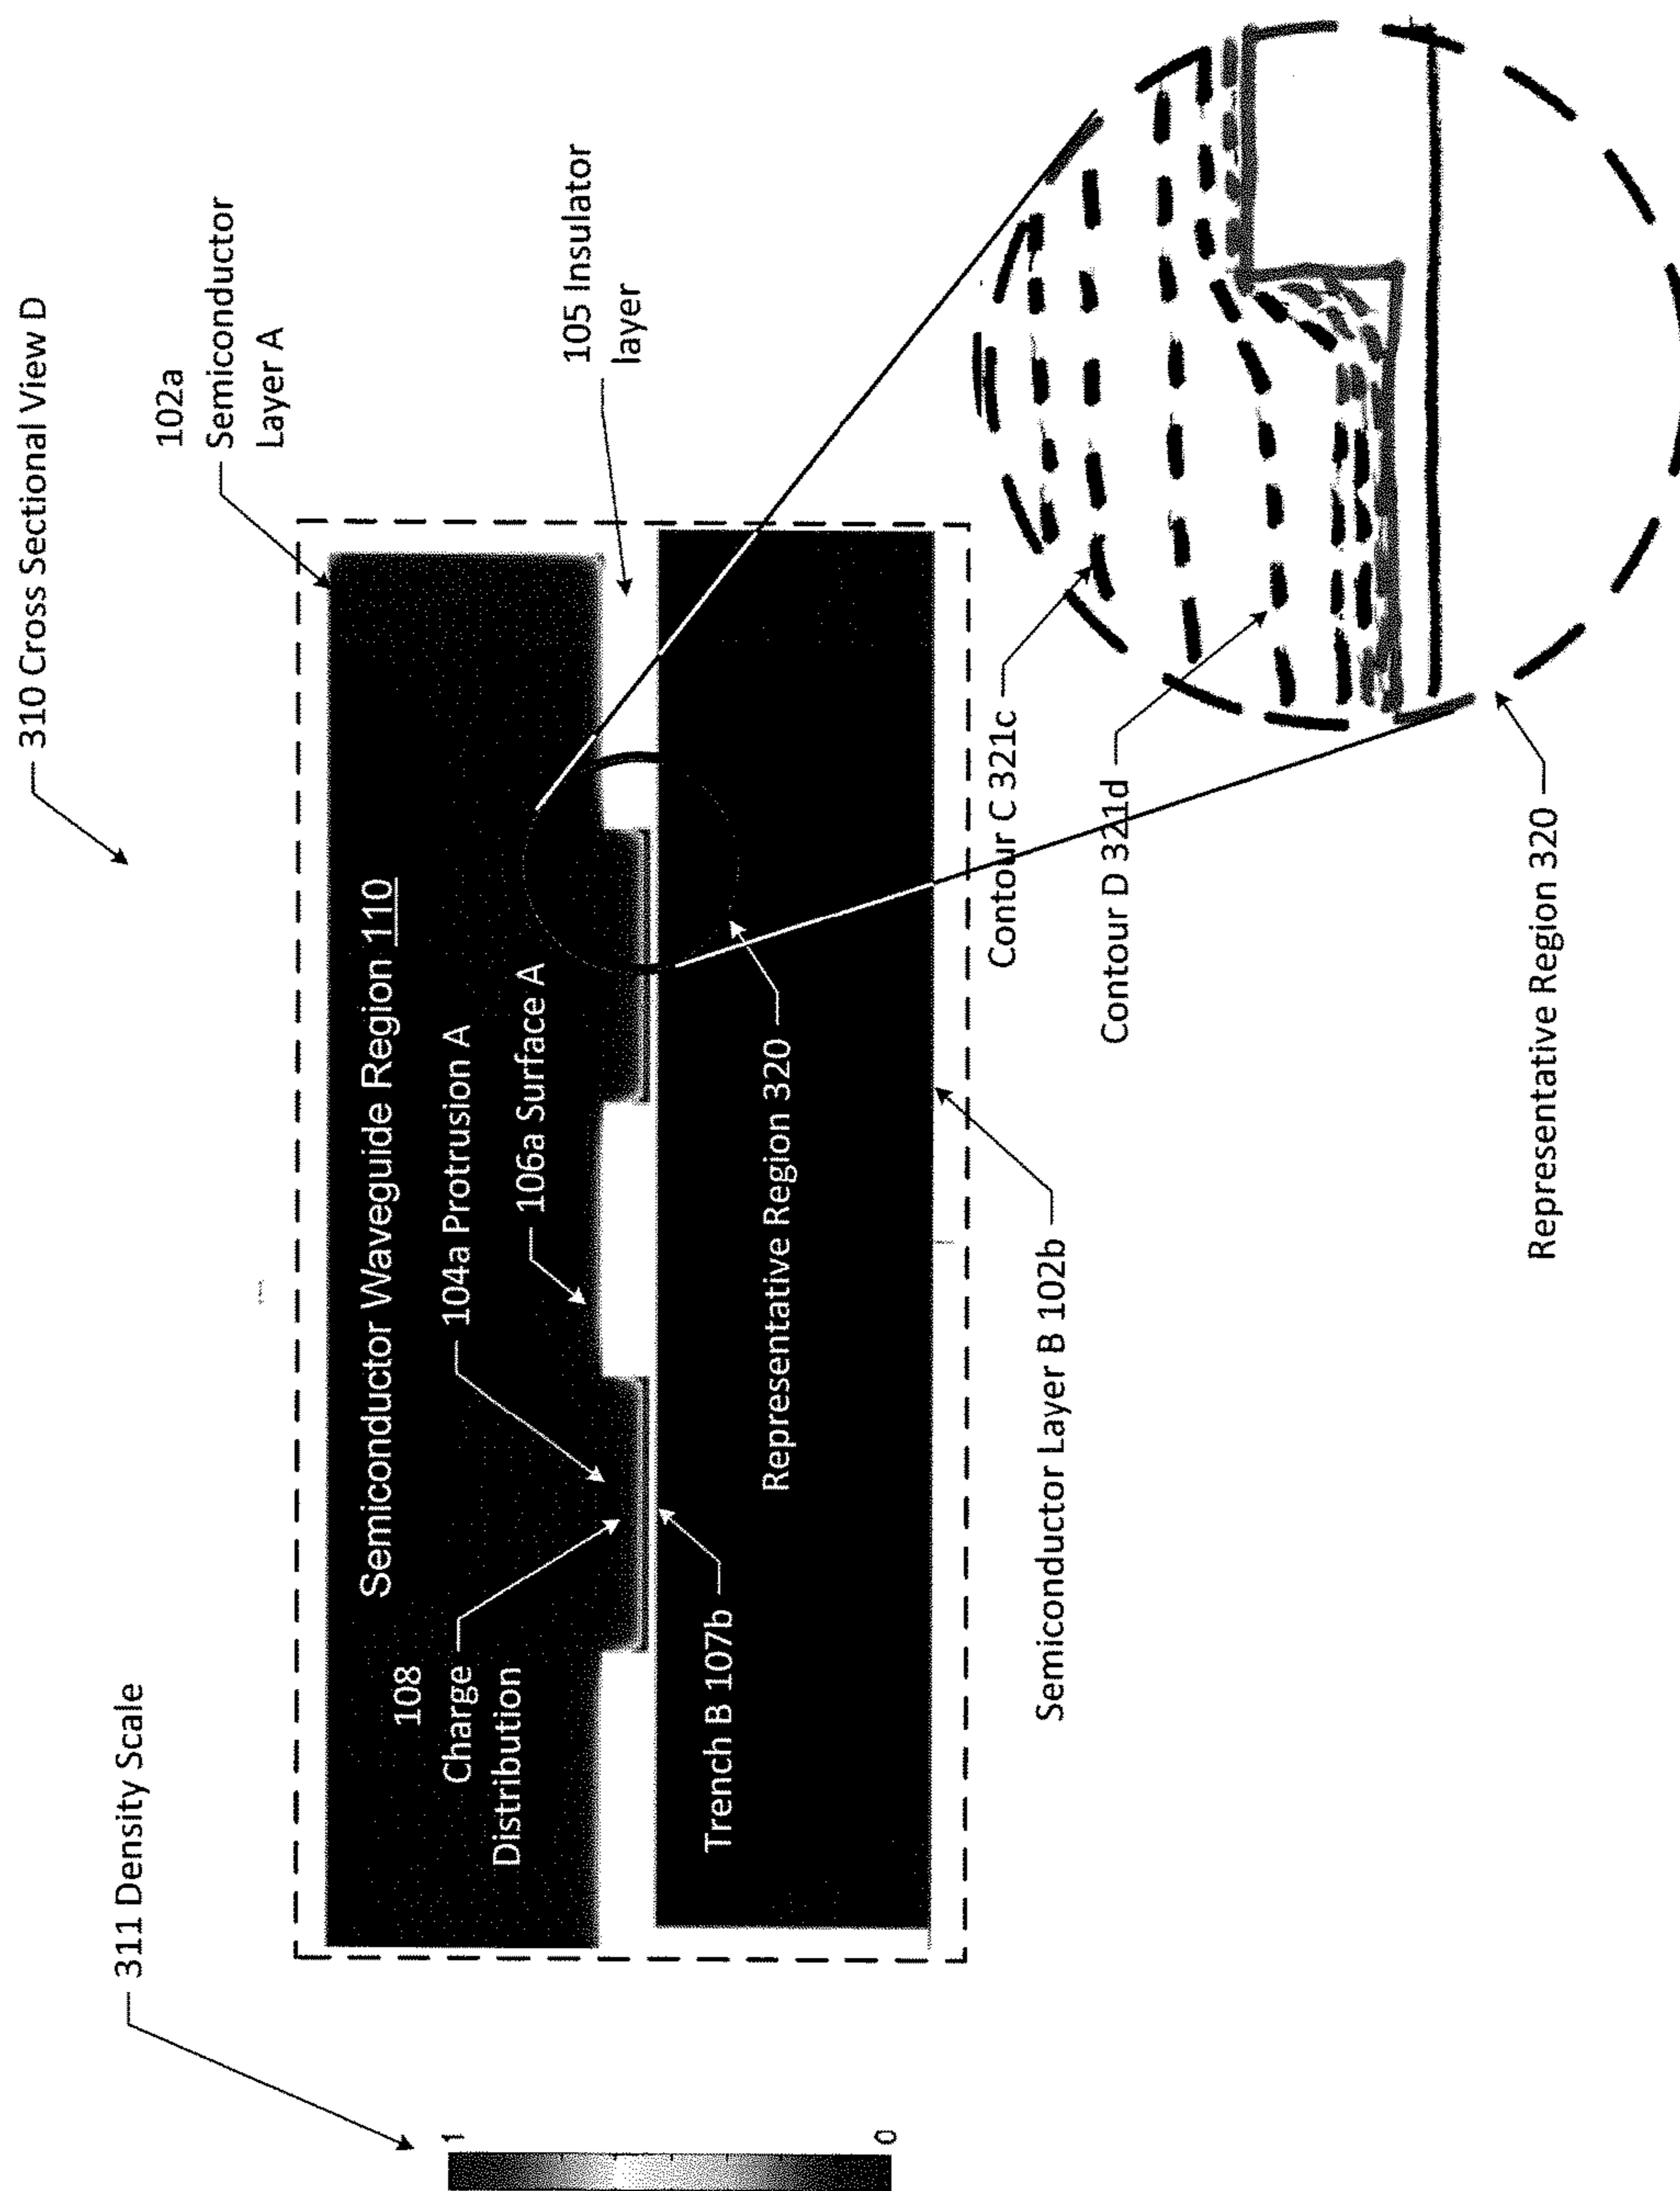 310 Cross Sectional View D
311 Density Scale
1
0
102a
Semiconductor
Layer A
105 Insulator
layer
Semiconductor Waveguide Region 110
108
Charge
Distribution
104a Protrusion A
106a Surface A
Trench B 107b
Representative Region 320
Semiconductor Layer B 102b
Contour C 321c
Contour D 321d
Representative Region 320